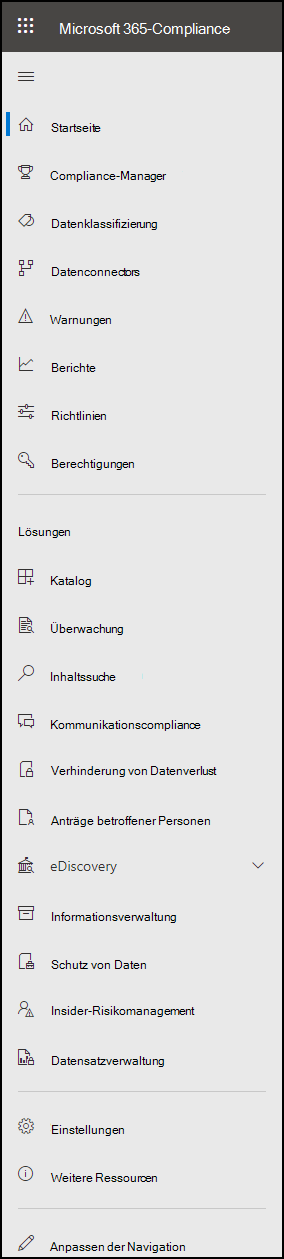 Microsoft 365-Compliance
Startseite
Compliance-Manager
Datenklassifizierung
Datenconnectors
Warnungen
Berichte
Richtlinien
Berechtigungen
Lösungen
Katalog
Überwachung
Inhaltssuche
Kommunikationscompliance
Verhinderung von Datenverlust
Anträge betroffener Personen
eDiscovery
Informationsverwaltung
Schutz von Daten
Insider-Risikomanagement
Datensatzverwaltung
Einstellungen
Weitere Ressourcen
Anpassen der Navigation